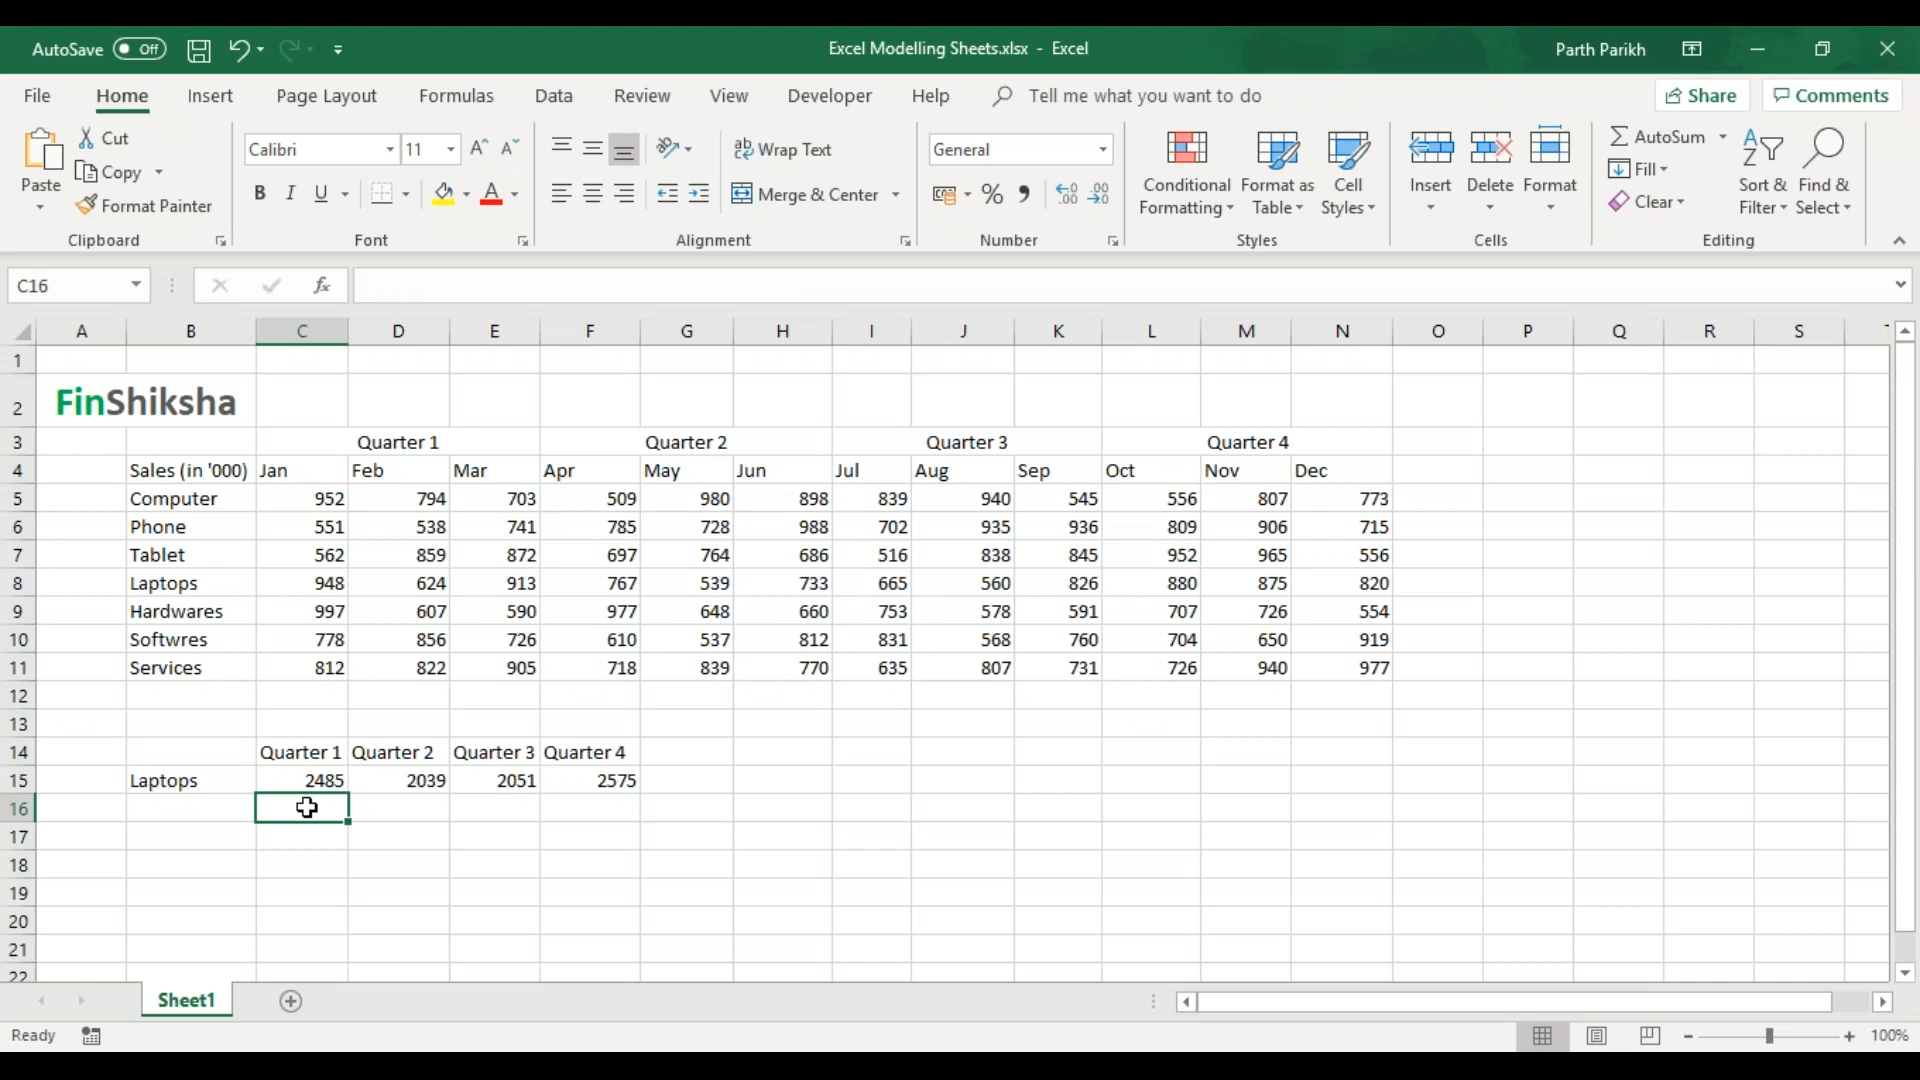 AutoSave Off Excel Modelling Sheets.xlsx - Excel Parth Parikh
File Home Insert Page Layout Formulas Data Review View Developer Help Tell me what you want to do Share Comments
Paste
Cut
Copy
Format Painter
Clipboard
Calibri 11
B I U
Font
Wrap Text
Merge & Center
Alignment
General
Number
Conditional Formatting
Format as Table
Cell Styles
Styles
Insert Delete Format
Cells
AutoSum
Fill
Clear
Sort & Filter
Find & Select
Editing
C16 fx
A B C D E F G H I J K L M N O P Q R S
1
2 FinShiksha
3 Quarter 1 Quarter 2 Quarter 3 Quarter 4
4 Sales (in '000) Jan Feb Mar Apr May Jun Jul Aug Sep Oct Nov Dec
5 Computer 952 794 703 509 980 898 839 940 545 556 807 773
6 Phone 551 538 741 785 728 988 702 935 936 809 906 715
7 Tablet 562 859 872 697 764 686 516 838 845 952 965 556
8 Laptops 948 624 913 767 539 733 665 560 826 880 875 820
9 Hardwares 997 607 590 977 648 660 753 578 591 707 726 554
10 Softwres 778 856 726 610 537 812 831 568 760 704 650 919
11 Services 812 822 905 718 839 770 635 807 731 726 940 977
12
13
14 Quarter 1 Quarter 2 Quarter 3 Quarter 4
15 Laptops 2485 2039 2051 2575
16
17
18
19
20
21
22
Sheet1
Ready 100%